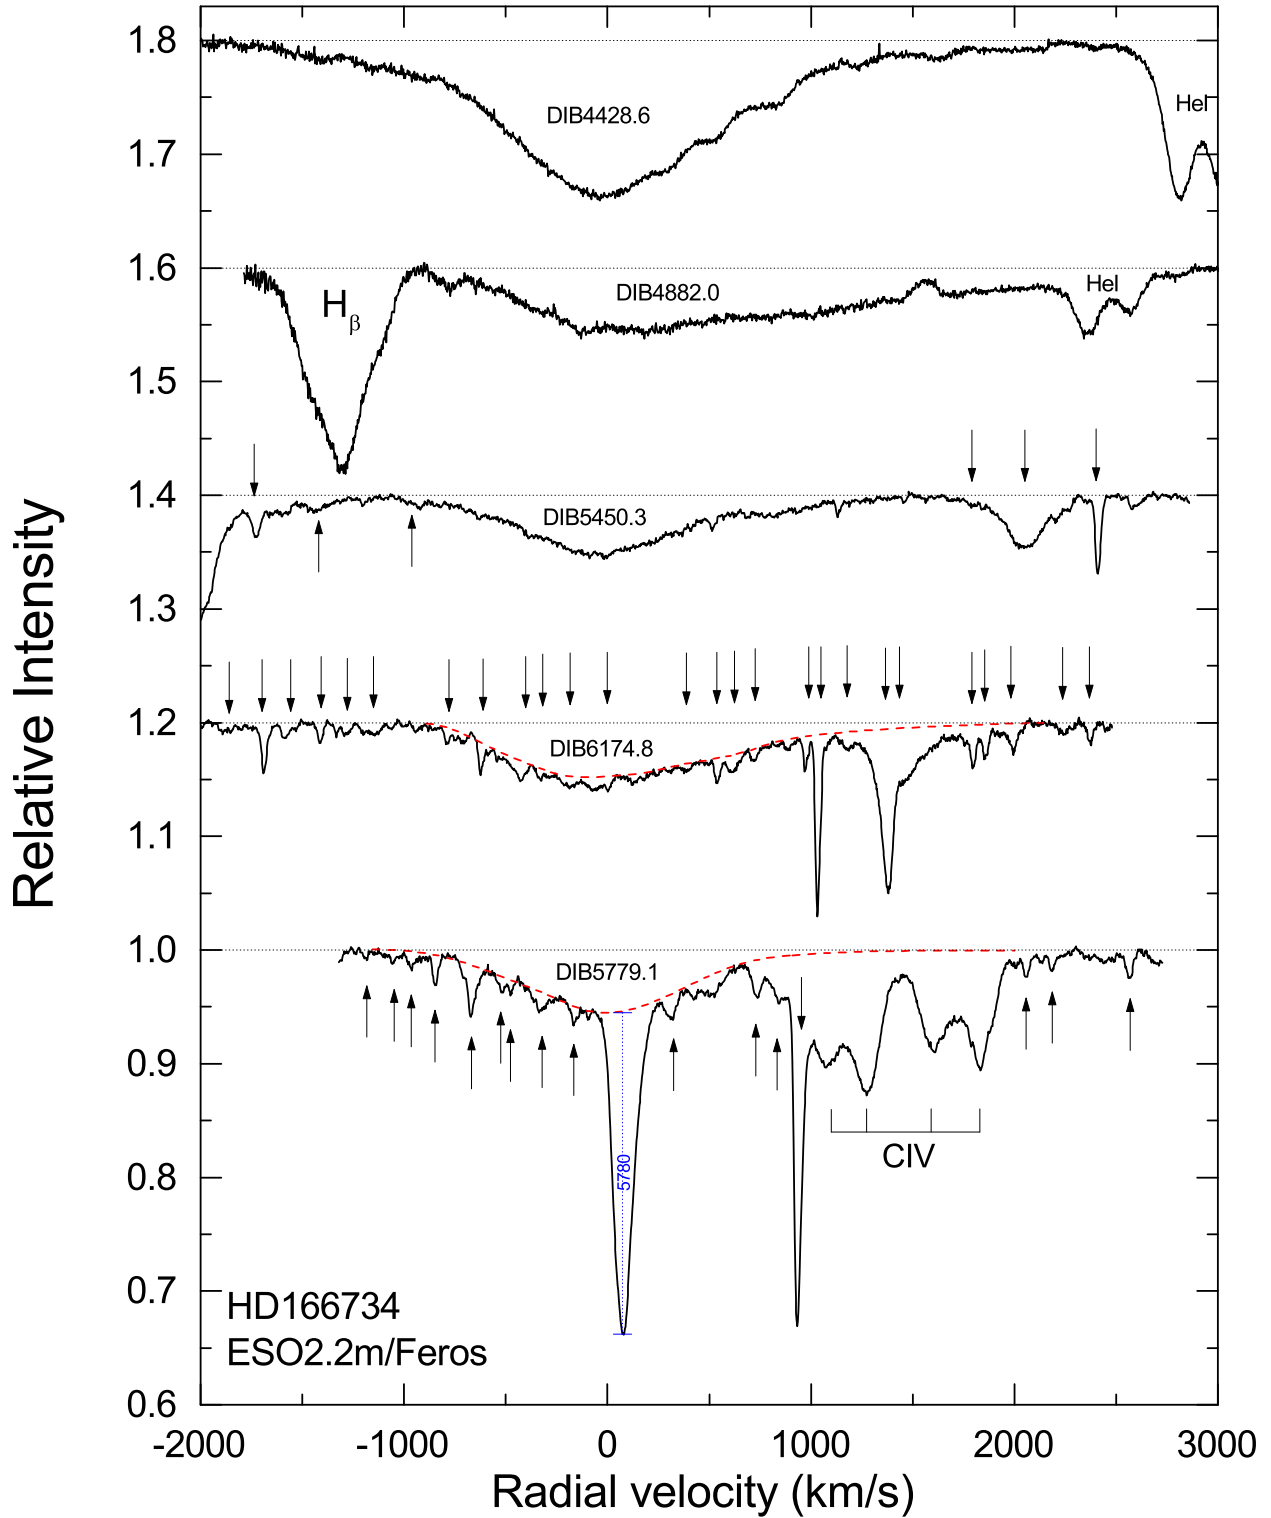 1.8
DIB4428.6
HeI
1.7
1.6
Hβ
DIB4882.0
HeI
1.5
1.4
DIB5450.3
1.3
1.2
DIB6174.8
1.1
1.0
DIB5779.1
0.9
CIV
5780
0.8
0.7
HD166734
ESO2.2m/Feros
0.6
-2000 -1000 0 1000 2000 3000
Radial velocity (km/s)
Relative Intensity